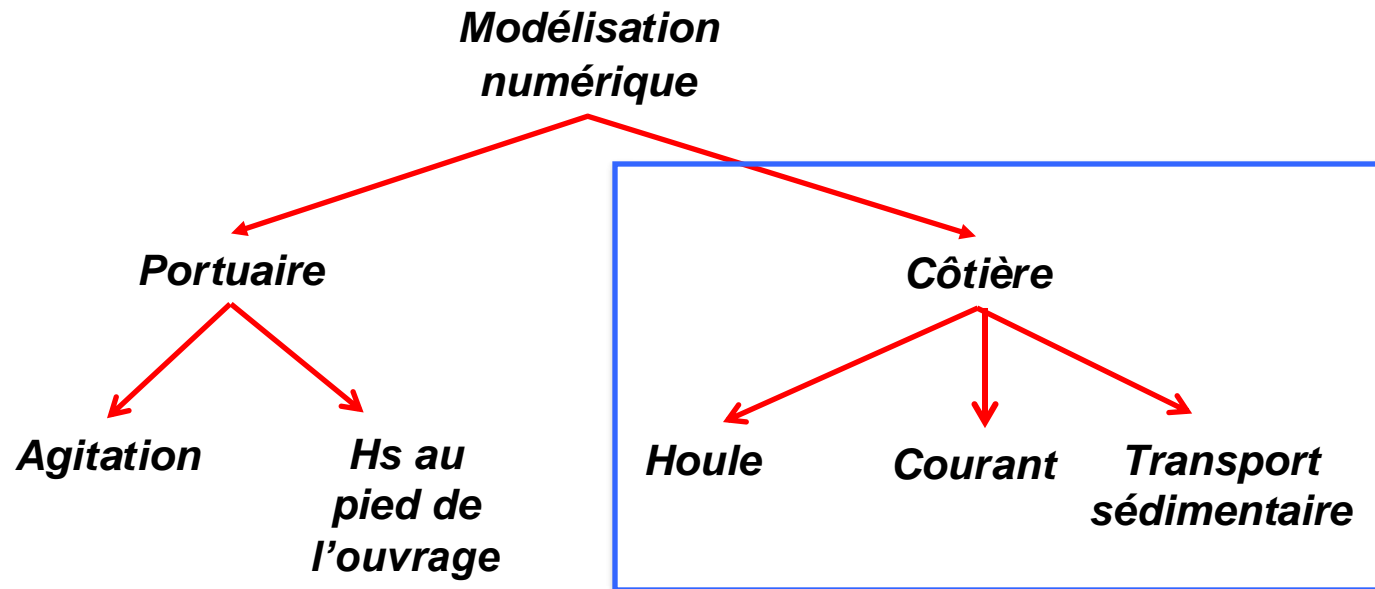 Modélisation
numérique
Portuaire
Côtière
Agitation
Hs au
pied de
l'ouvrage
Houle
Courant
Transport
sédimentaire